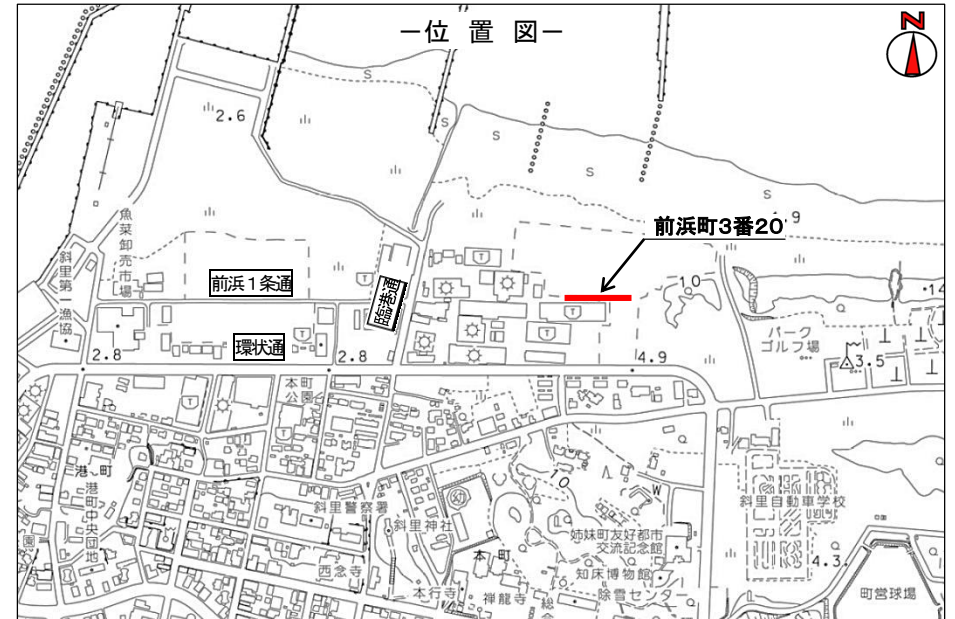 －位 置 図－
N
S
2.6
S
S
S
9
魚菜卸売市場
前浜町3番20
斜里第一漁協
前浜1条通
臨港通
10
14
環状通
パーク
ゴルフ場
2.8
2.8
4.9
3.5
本町
公園
港町
港町中央団地
斜里警察署
斜里神社
幼
10
W
姉妹町友好都市
交流記念館
斜里自動車学校
本町
4.3
園
西念寺
知床博物館
除雪センター
町営球場
本行寺
禅龍寺
総